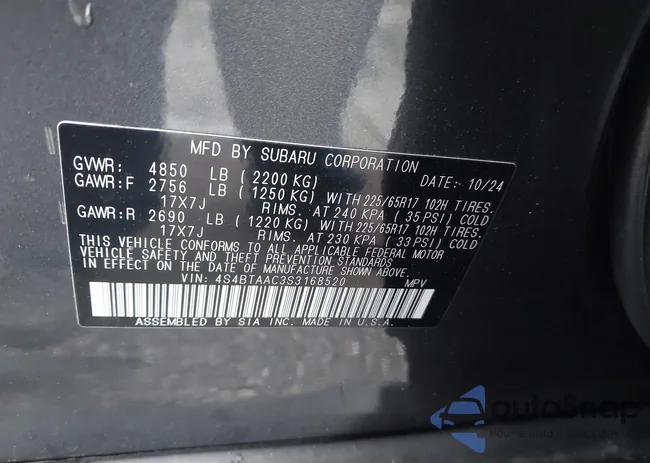 MFD BY SUBARU CORPORATION
GVWR: 4850 LB ( 2200 KG) DATE: 10/24
GAWR:F 2756 LB ( 1250 KG) WITH 225/65R17 102H TIRES.
17X7J RIMS. AT 240 KPA ( 35 PSI) COLD
GAWR:R 2690 LB ( 1220 KG) WITH 225/65R17 102H TIRES.
17X7J RIMS. AT 230 KPA ( 33 PSI) COLD
THIS VEHICLE CONFORMS TO ALL APPLICABLE FEDERAL MOTOR
VEHICLE SAFETY AND THEFT PREVENTION STANDARDS
IN EFFECT ON THE DATE OF MANUFACTURE SHOWN ABOVE.
VIN: 4S4BTAAC3S3168520 MPV
ASSEMBLED BY SIA INC. MADE IN U.S.A.
autoSnap